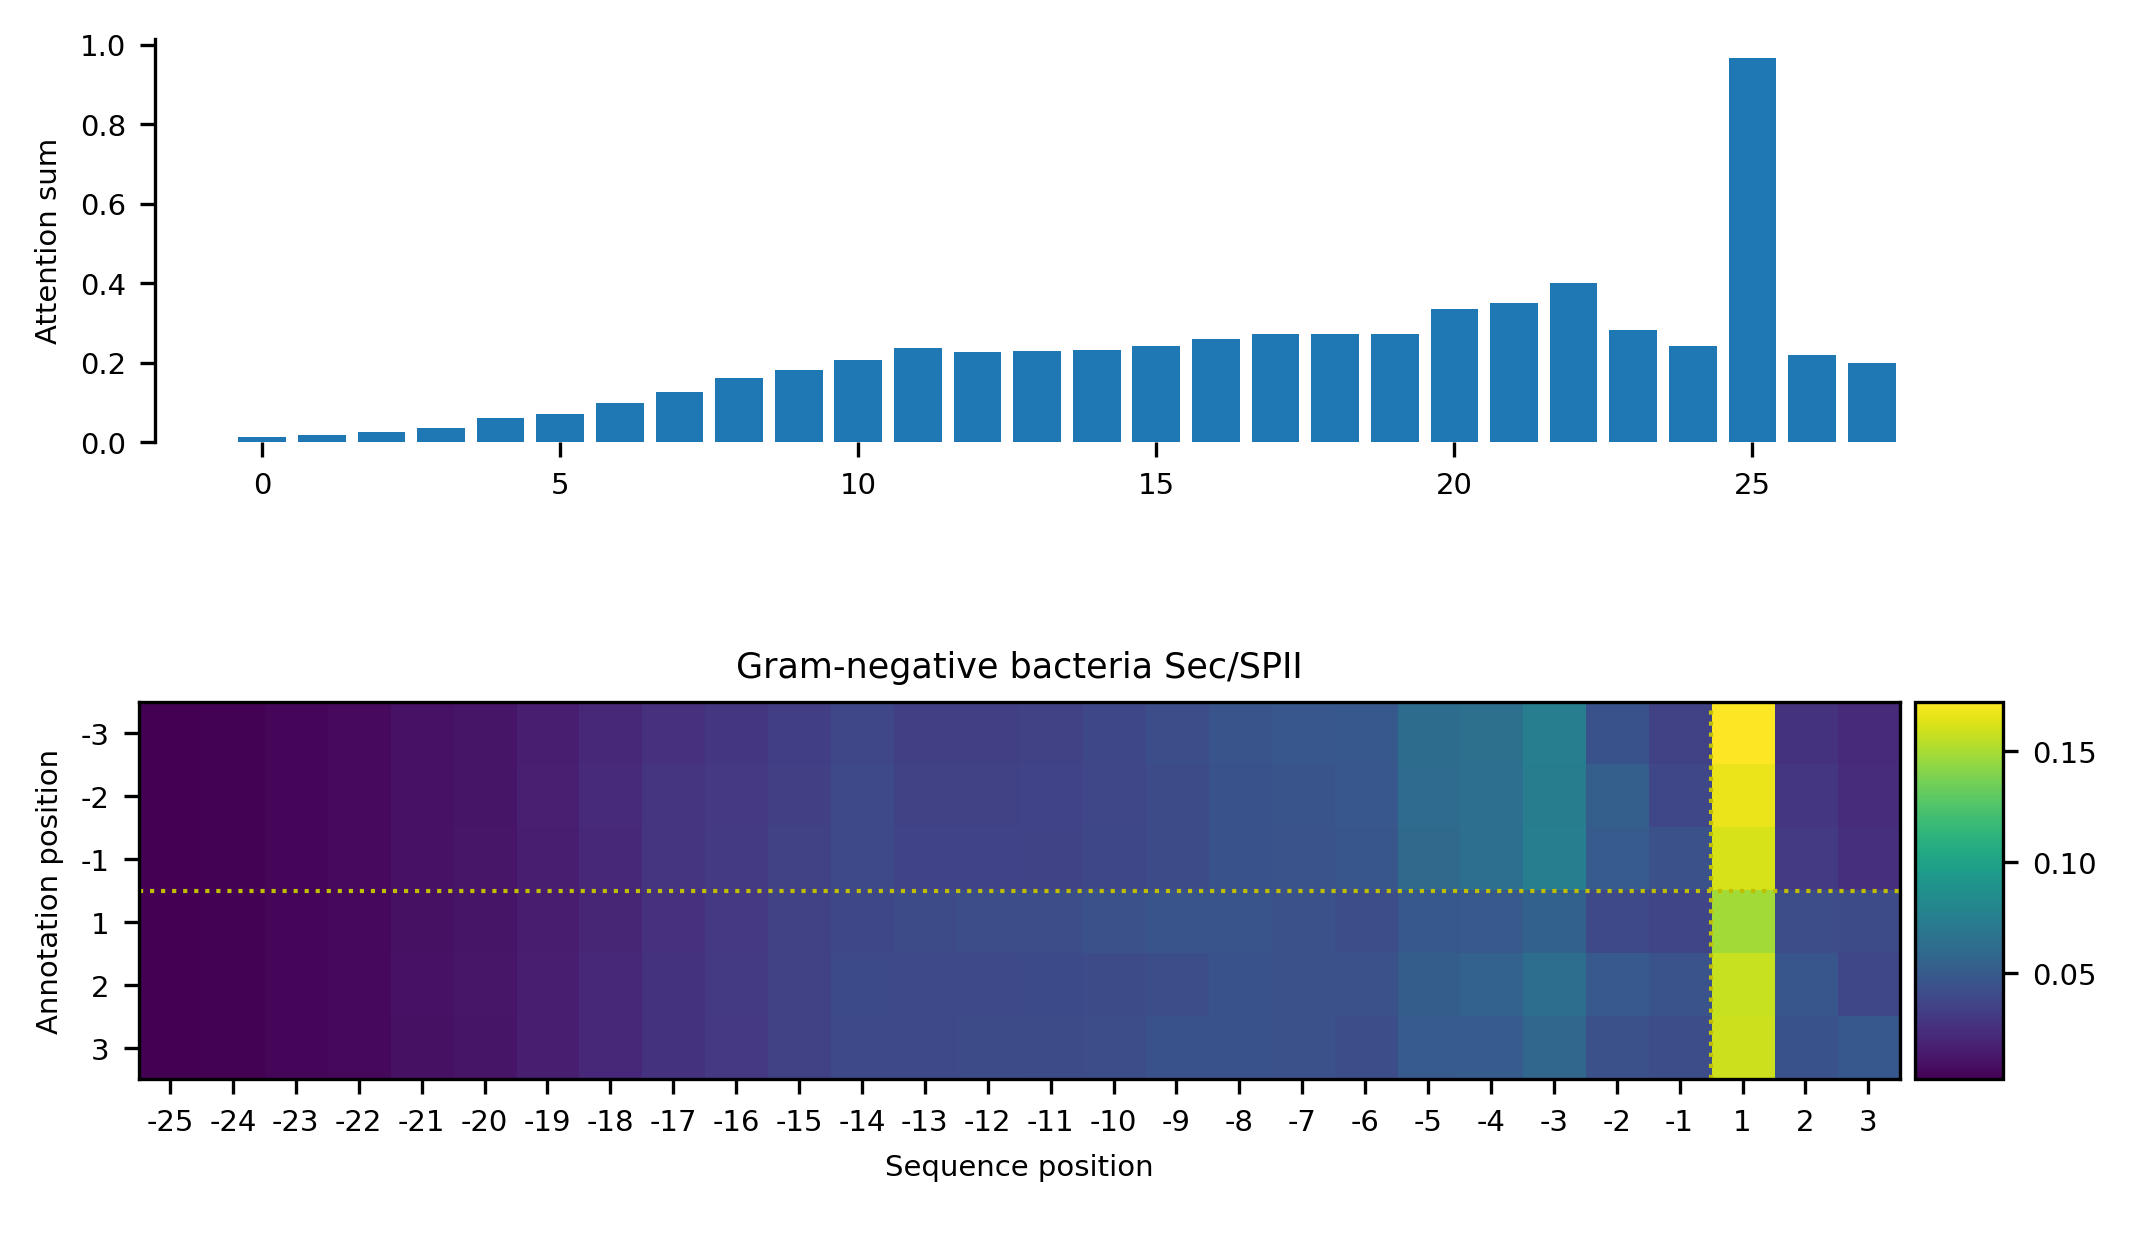 1.0
0.8
0.6
0.4
0.2
0.0
Attention sum
0 5 10 15 20 25
Gram-negative bacteria Sec/SPII
Annotation position
-3
-2
-1
1
2
3
0.15
0.10
0.05
-25 -24 -23 -22 -21 -20 -19 -18 -17 -16 -15 -14 -13 -12 -11 -10 -9 -8 -7 -6 -5 -4 -3 -2 -1 1 2 3
Sequence position